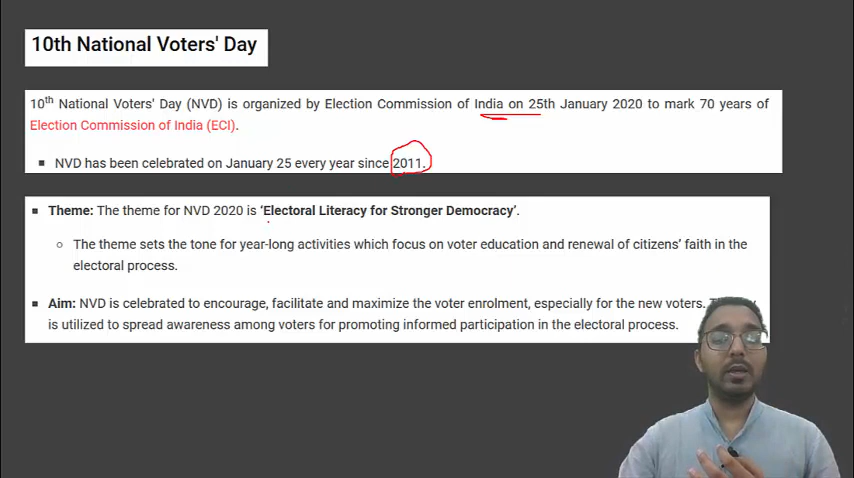 10th National Voters' Day
10th National Voters' Day (NVD) is organized by Election Commission of India on 25th January 2020 to mark 70 years of
Election Commission of India (ECI).
▪ NVD has been celebrated on January 25 every year since 2011.
▪ Theme: The theme for NVD 2020 is ‘Electoral Literacy for Stronger Democracy’.
○ The theme sets the tone for year-long activities which focus on voter education and renewal of citizens’ faith in the
electoral process.
▪ Aim: NVD is celebrated to encourage, facilitate and maximize the voter enrolment, especially for the new voters.
is utilized to spread awareness among voters for promoting informed participation in the electoral process.